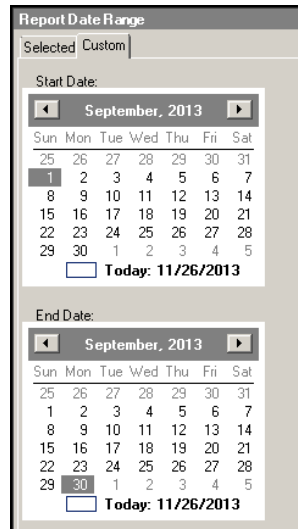 Report Date Range
Selected Custom
Start Date:
September, 2013
Sun Mon Tue Wed Thu Fri Sat
25 26 27 28 29 30 31
1 2 3 4 5 6 7
8 9 10 11 12 13 14
15 16 17 18 19 20 21
22 23 24 25 26 27 28
29 30 1 2 3 4 5
Today: 11/26/2013
End Date:
September, 2013
Sun Mon Tue Wed Thu Fri Sat
25 26 27 28 29 30 31
1 2 3 4 5 6 7
8 9 10 11 12 13 14
15 16 17 18 19 20 21
22 23 24 25 26 27 28
29 30 1 2 3 4 5
Today: 11/26/2013